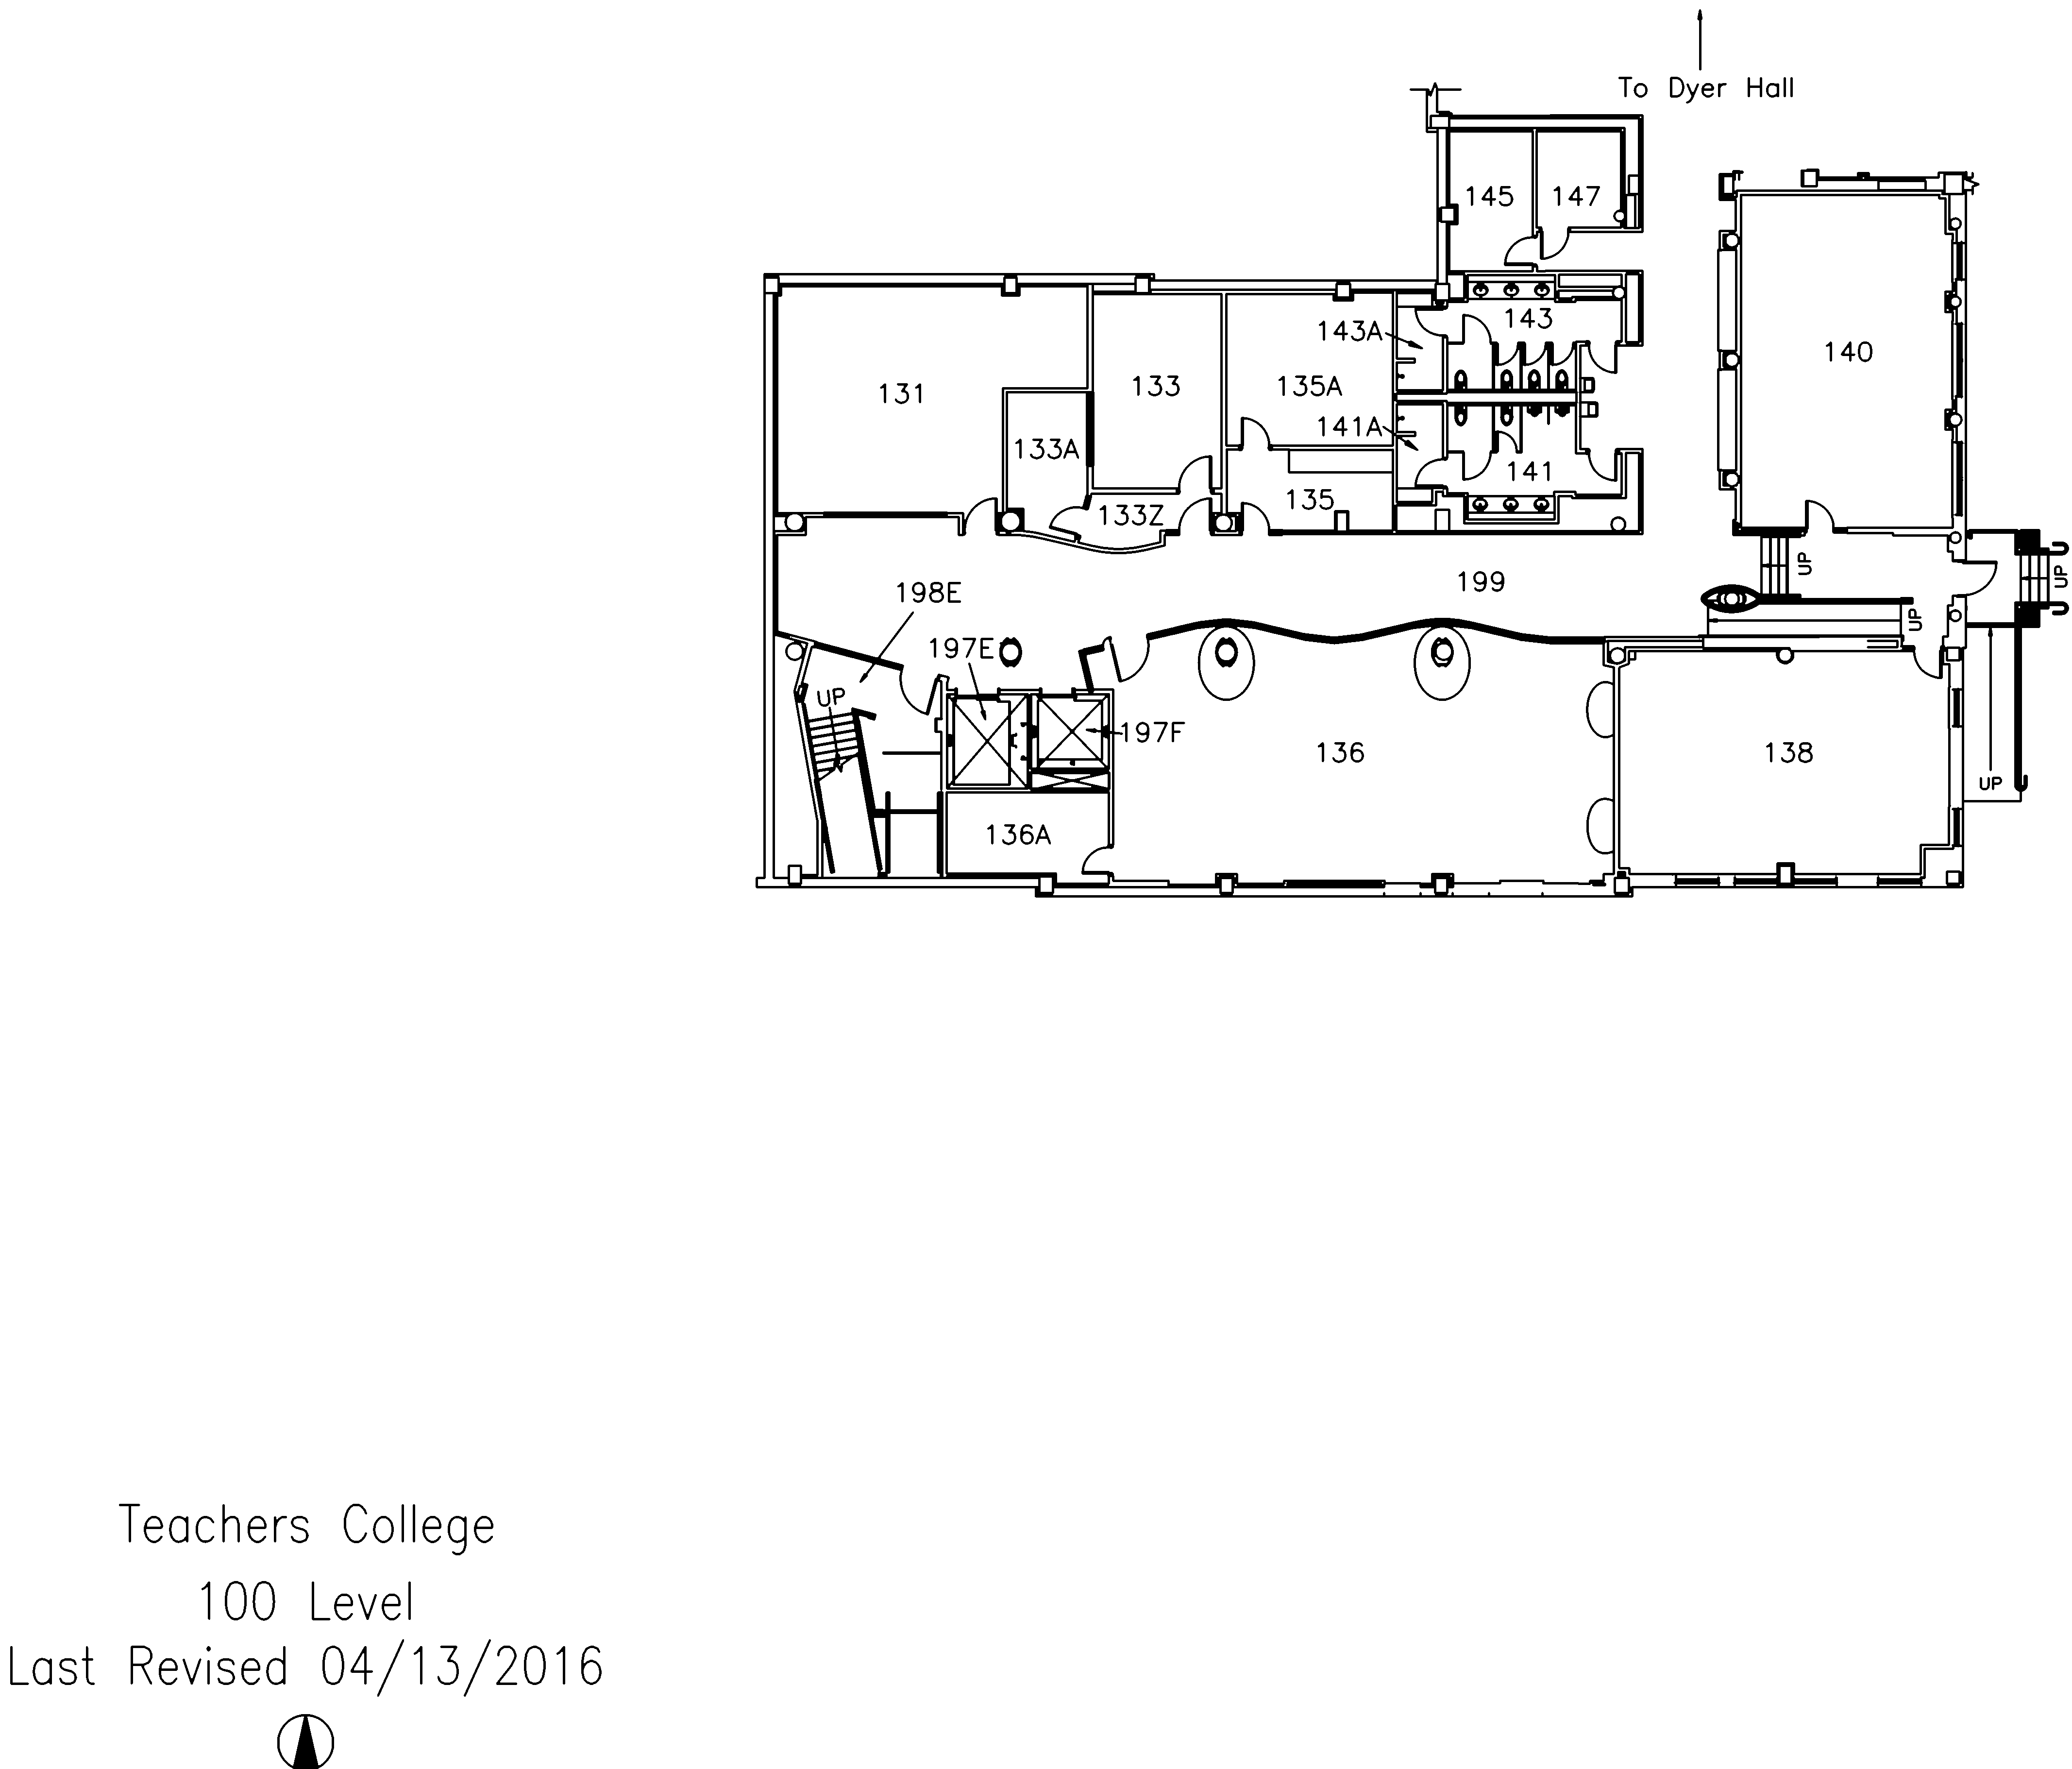 To Dyer Hall
145
147
143
143A
140
131
133
135A
133A
141A
141
135
133Z
199
UP
UP
198E
UP
197E
UP
197F
136
138
UP
136A
Teachers College
100 Level
Last Revised 04/13/2016